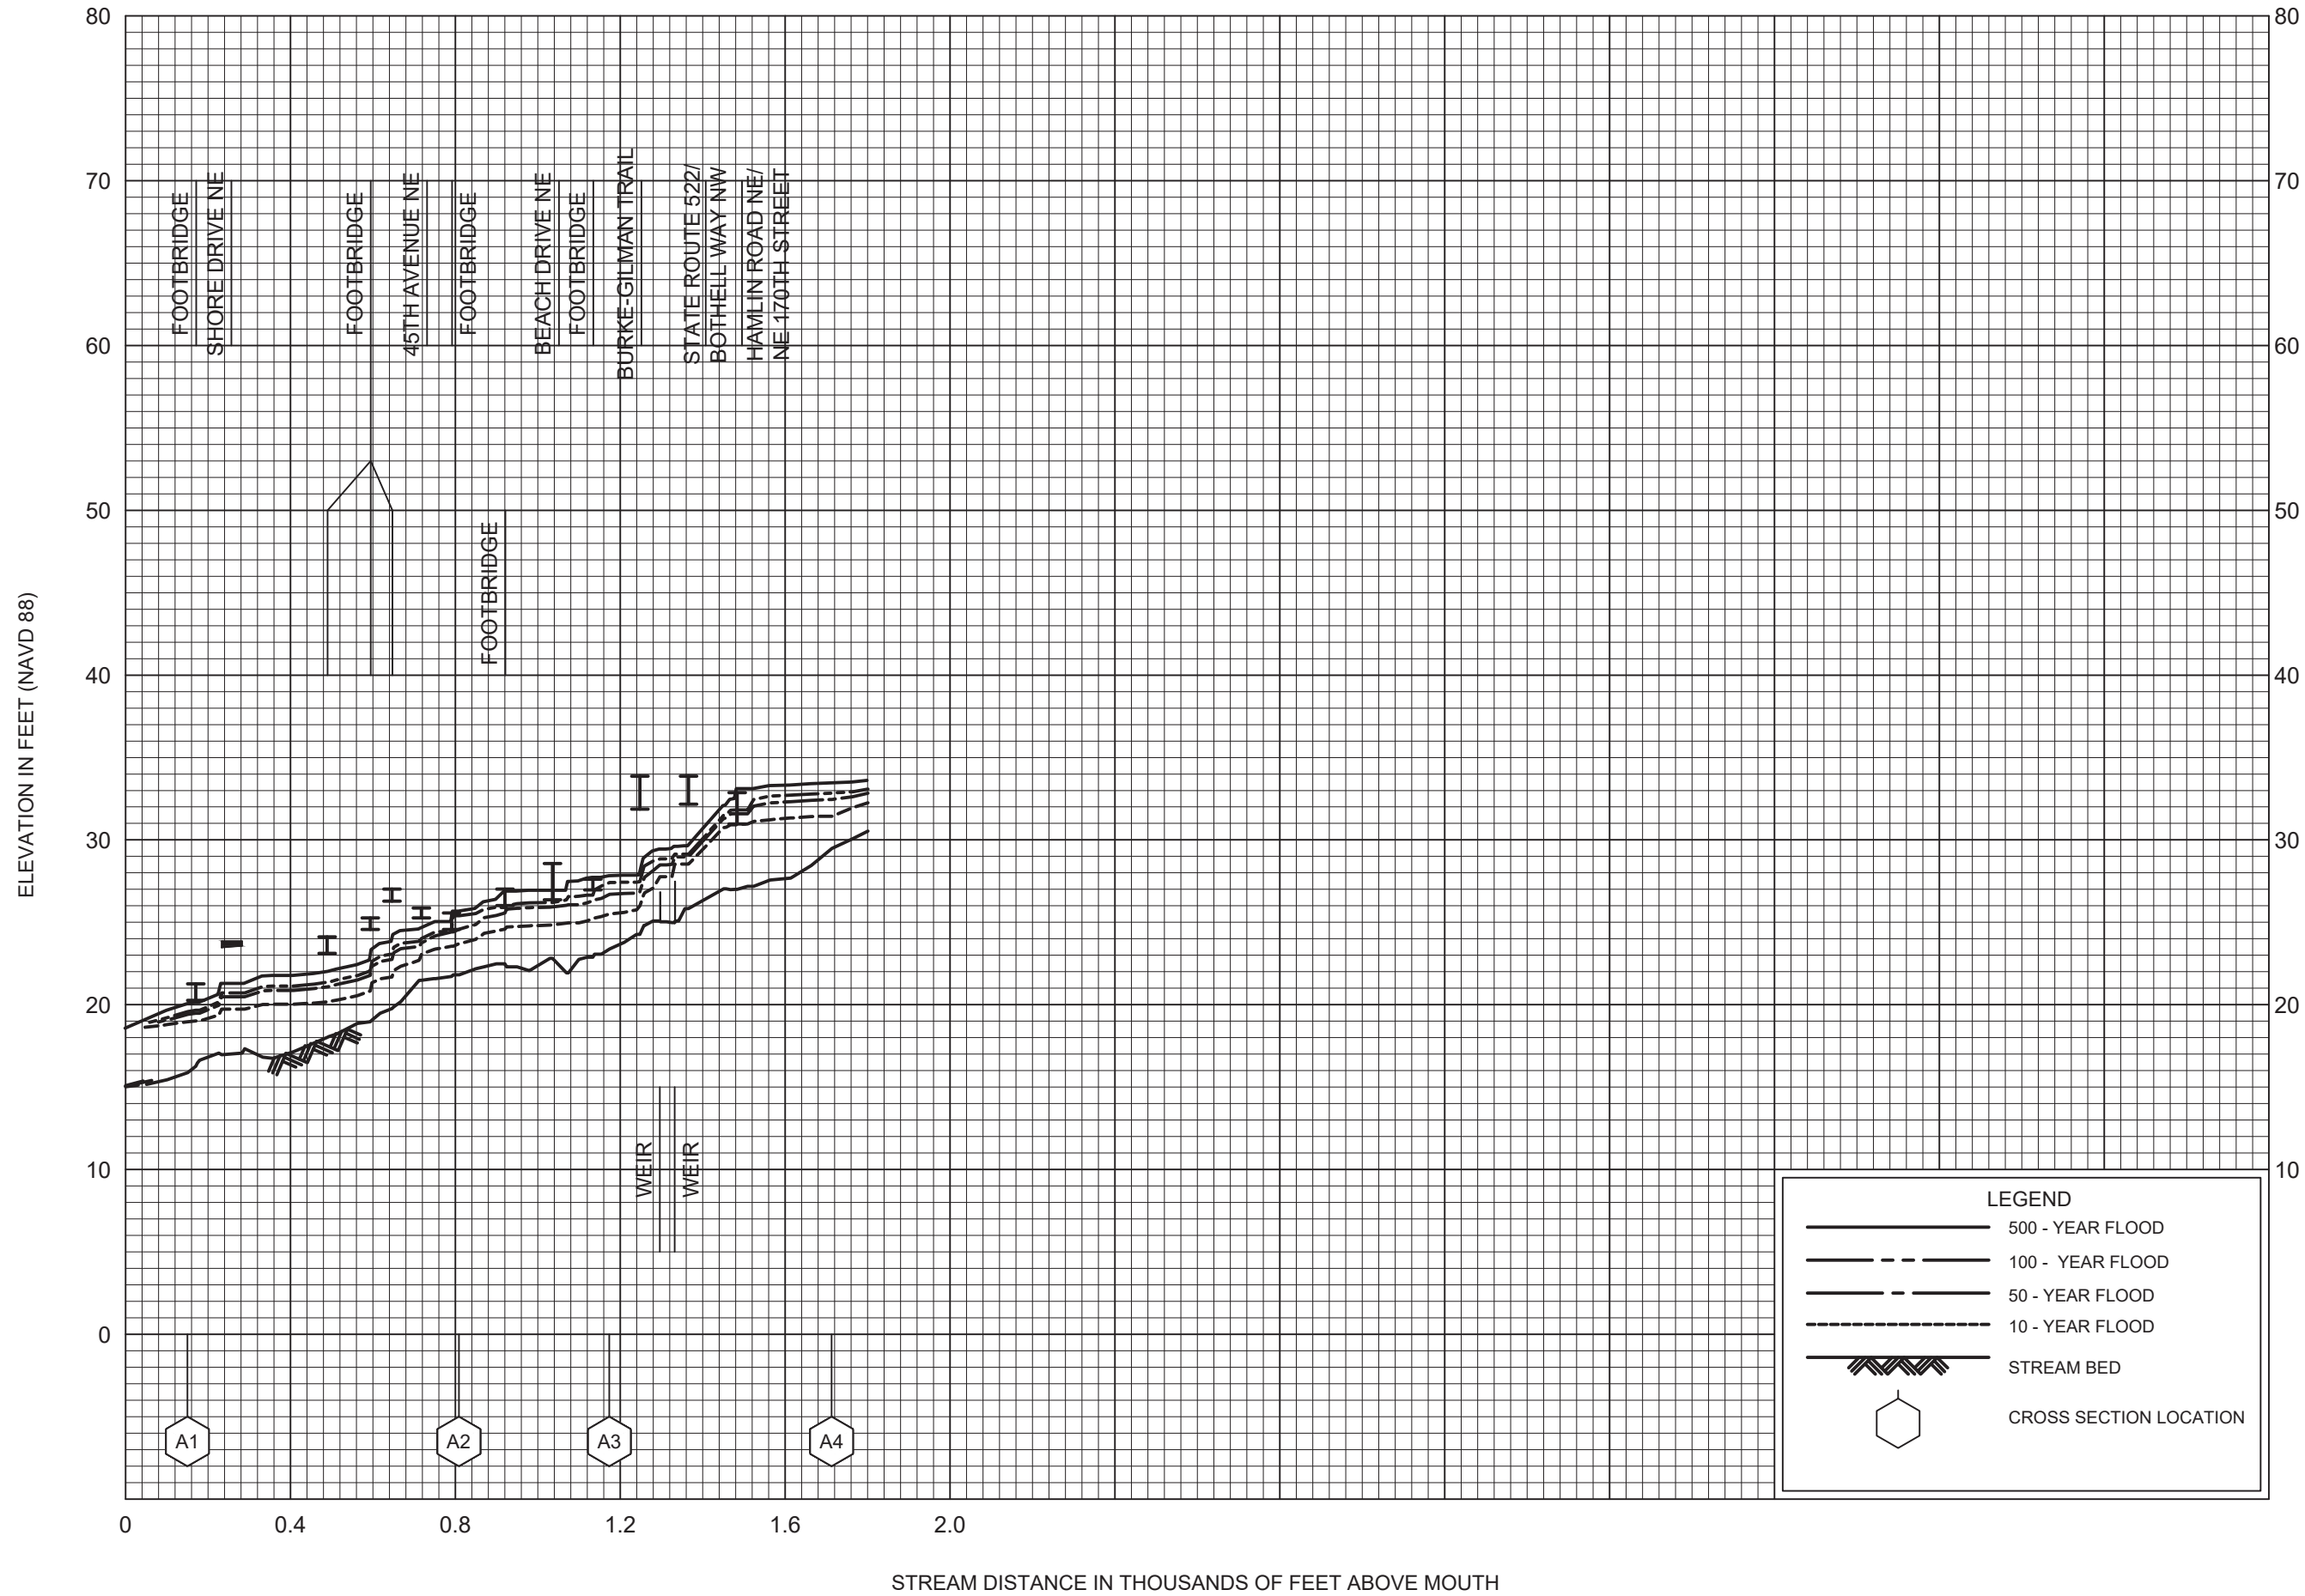 80
70
60
50
40
30
20
10
0
80
70
60
50
40
30
20
10
ELEVATION IN FEET (NAVD 88)
FOOTBRIDGE
SHORE DRIVE NE
FOOTBRIDGE
45TH AVENUE NE
FOOTBRIDGE
BEACH DRIVE NE
FOOTBRIDGE
BURKE-GILMAN TRAIL
STATE ROUTE 522/
BOTHELL WAY NW
HAMLIN ROAD NE/
NE 170TH STREET
FOOTBRIDGE
WEIR
WEIR
A1
A2
A3
A4
LEGEND
500 - YEAR FLOOD
100 - YEAR FLOOD
50 - YEAR FLOOD
10 - YEAR FLOOD
STREAM BED
CROSS SECTION LOCATION
0
0.4
0.8
1.2
1.6
2.0
STREAM DISTANCE IN THOUSANDS OF FEET ABOVE MOUTH